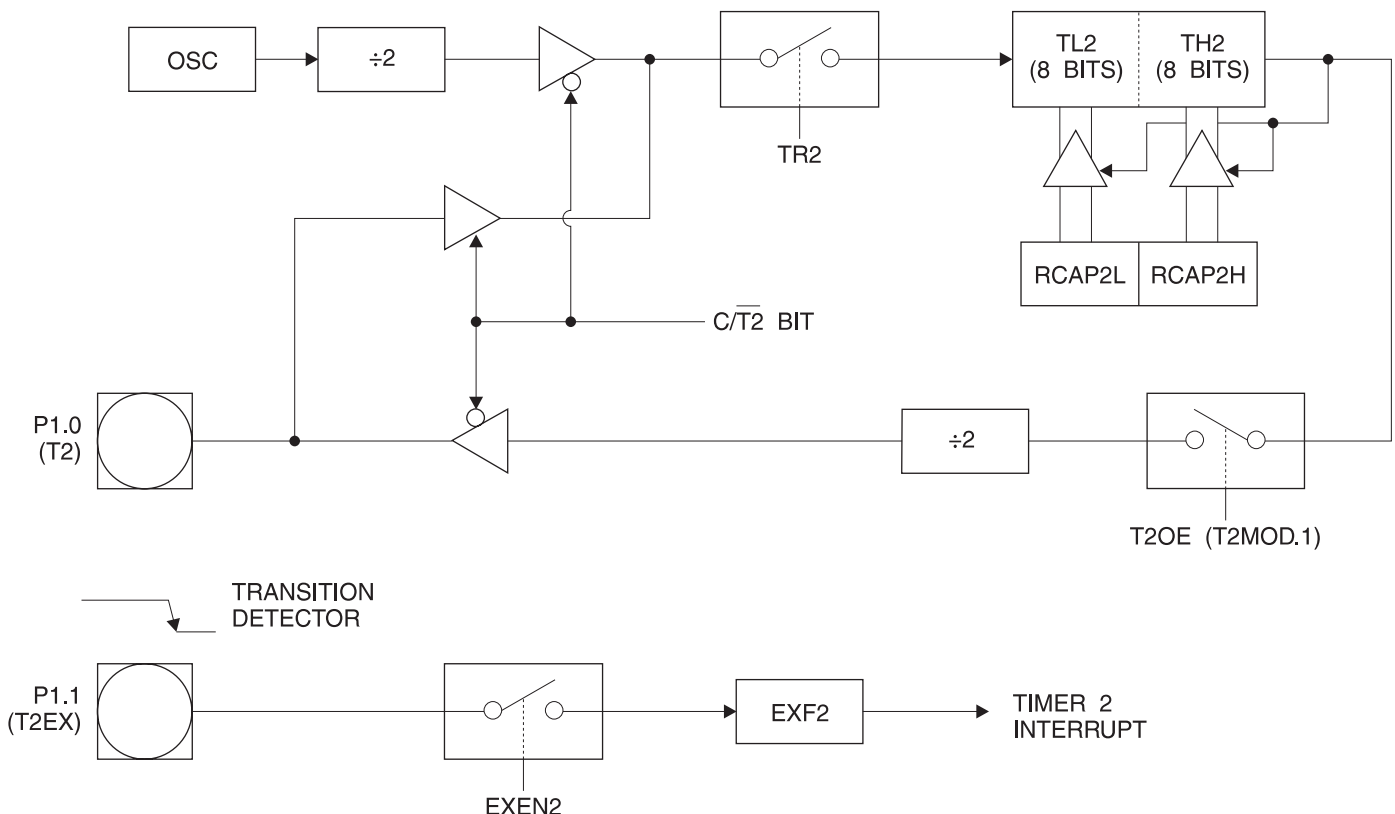 OSC
÷2
TR2
TL2
(8 BITS)
TH2
(8 BITS)
RCAP2L
RCAP2H
C/T2̅ BIT
P1.0
(T2)
÷2
T2OE (T2MOD.1)
TRANSITION
DETECTOR
P1.1
(T2EX)
EXEN2
EXF2
TIMER 2
INTERRUPT